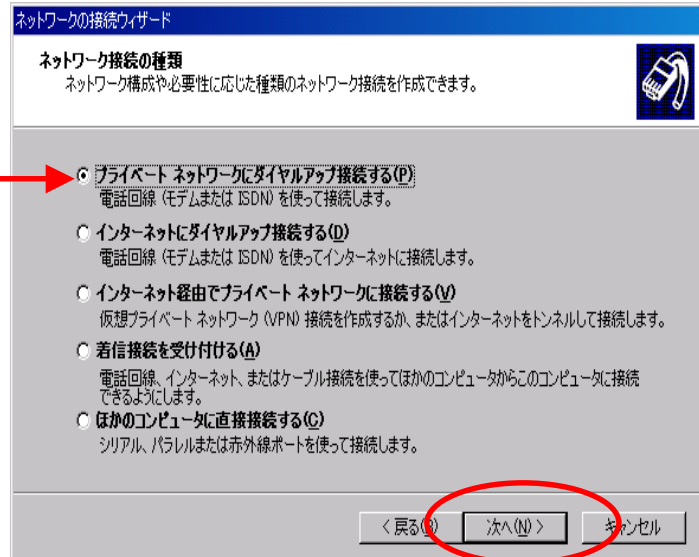 ネットワークの接続ウィザード
ネットワーク接続の種類
ネットワーク構成や必要性に応じた種類のネットワーク接続を作成できます。
プライベート ネットワークにダイヤルアップ接続する(P)
電話回線 (モデムまたは ISDN) を使って接続します。
インターネットにダイヤルアップ接続する(D)
電話回線 (モデムまたは ISDN) を使ってインターネットに接続します。
インターネット経由でプライベート ネットワークに接続する(V)
仮想プライベート ネットワーク (VPN) 接続を作成するか、またはインターネットをトンネルして接続します。
着信接続を受け付ける(A)
電話回線、インターネット、またはケーブル接続を使ってほかのコンピュータからこのコンピュータに接続
できるようにします。
ほかのコンピュータに直接接続する(C)
シリアル、パラレルまたは赤外線ポートを使って接続します。
< 戻る(B) 次へ(N) > キャンセル